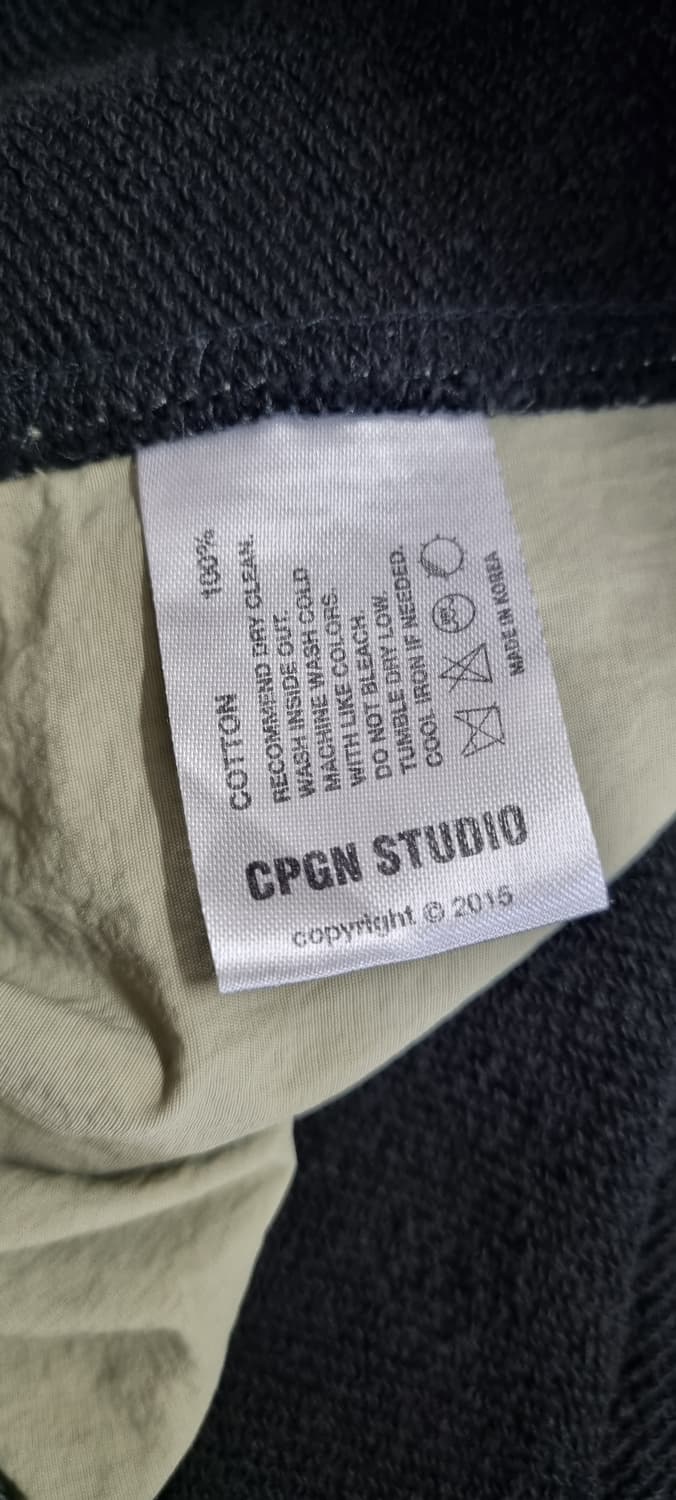 COTTON 100%
RECOMMEND DRY CLEAN.
WASH INSIDE OUT.
MACHINE WASH COLD
WITH LIKE COLORS.
DO NOT BLEACH.
TUMBLE DRY LOW.
COOL IRON IF NEEDED.
MADE IN KOREA
CPGN STUDIO
copyright © 2015